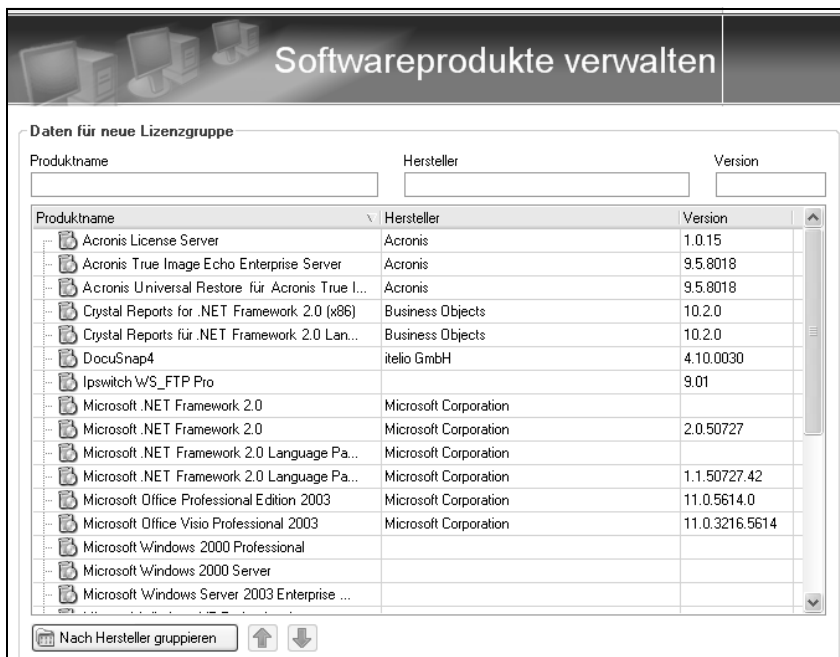 Softwareprodukte verwalten
Daten für neue Lizenzgruppe
Produktname Hersteller Version
Produktname Hersteller Version
Acronis License Server Acronis 1.0.15
Acronis True Image Echo Enterprise Server Acronis 9.5.8018
Acronis Universal Restore für Acronis True I... Acronis 9.5.8018
Crystal Reports for .NET Framework 2.0 (x86) Business Objects 10.2.0
Crystal Reports für .NET Framework 2.0 Lan... Business Objects 10.2.0
DocuSnap4 itelio GmbH 4.10.0030
Ipswitch WS_FTP Pro 9.01
Microsoft .NET Framework 2.0 Microsoft Corporation
Microsoft .NET Framework 2.0 Microsoft Corporation 2.0.50727
Microsoft .NET Framework 2.0 Language Pa... Microsoft Corporation
Microsoft .NET Framework 2.0 Language Pa... Microsoft Corporation 1.1.50727.42
Microsoft Office Professional Edition 2003 Microsoft Corporation 11.0.5614.0
Microsoft Office Visio Professional 2003 Microsoft Corporation 11.0.3216.5614
Microsoft Windows 2000 Professional
Microsoft Windows 2000 Server
Microsoft Windows Server 2003 Enterprise ...
Nach Hersteller gruppieren